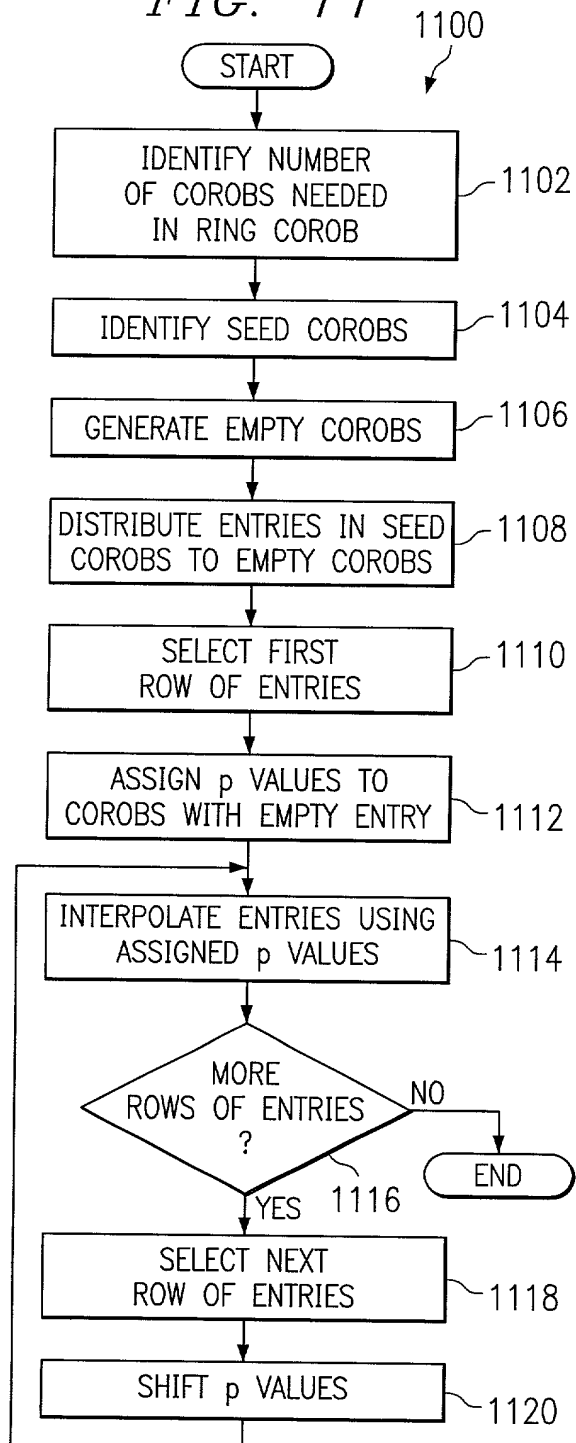 FIG. 11
1100
START
IDENTIFY NUMBER
OF COROBS NEEDED
IN RING COROB
1102
IDENTIFY SEED COROBS
1104
GENERATE EMPTY COROBS
1106
DISTRIBUTE ENTRIES IN SEED
COROBS TO EMPTY COROBS
1108
SELECT FIRST
ROW OF ENTRIES
1110
ASSIGN p VALUES TO
COROBS WITH EMPTY ENTRY
1112
INTERPOLATE ENTRIES USING
ASSIGNED p VALUES
1114
MORE
ROWS OF ENTRIES
?
NO
END
1116
YES
SELECT NEXT
ROW OF ENTRIES
1118
SHIFT p VALUES
1120